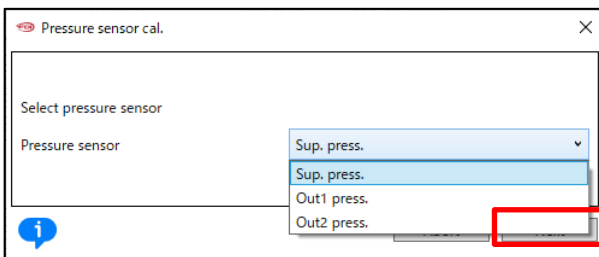 Pressure sensor cal.
Select pressure sensor
Pressure sensor
Sup. press.
Sup. press.
Out1 press.
Out2 press.